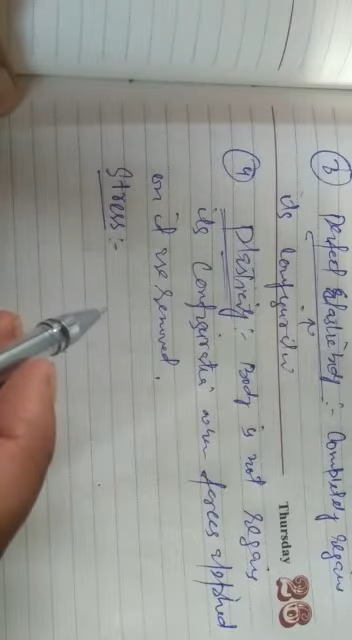 Thursday 26
(3) Perfect Elastic body :- Completely regain
its configuration
(4) Plasticity :- Body is not regain
its Configuration when forces applied
on it are removed.
Stress :-